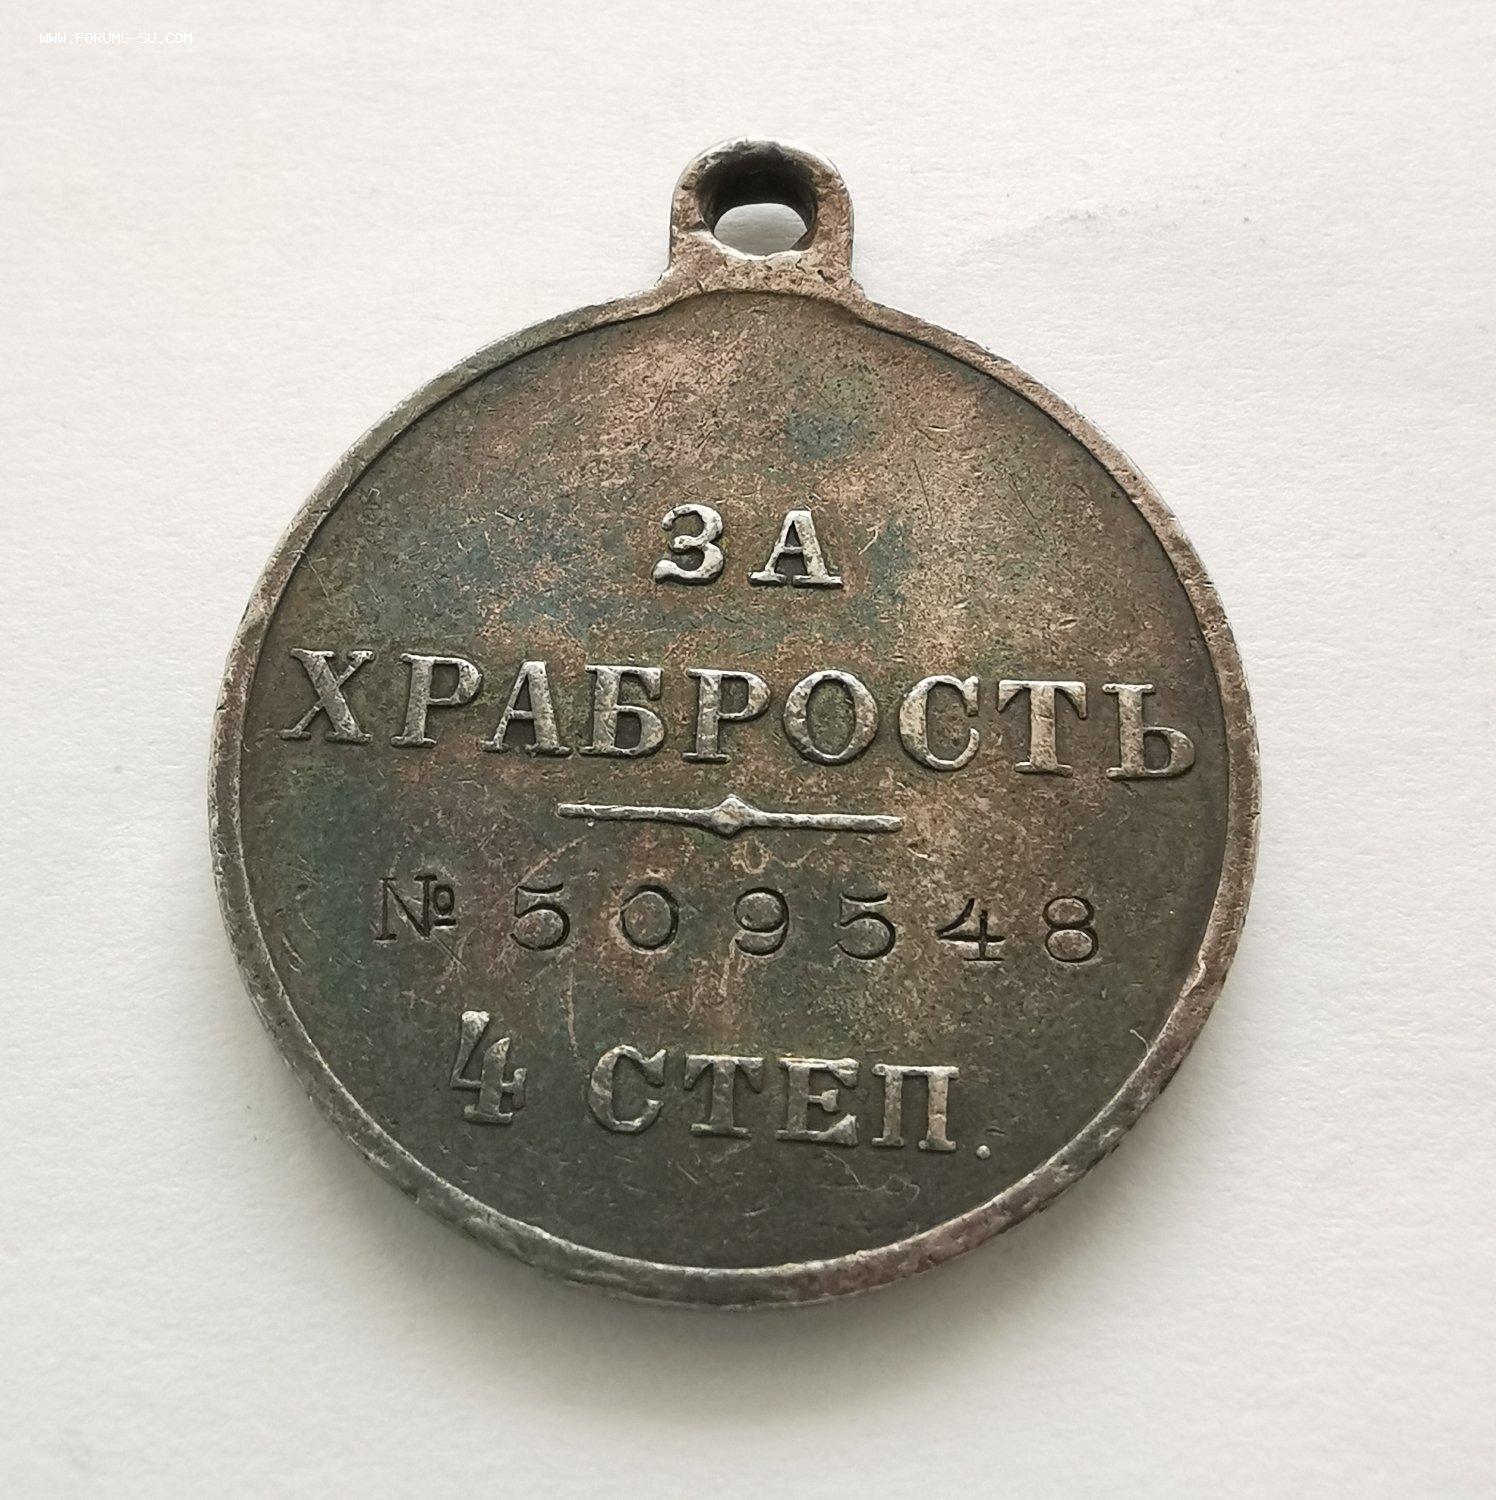 WWW.FORUMS-SU.COM
ЗА
ХРАБРОСТЬ
№ 509548
4 СТЕП.